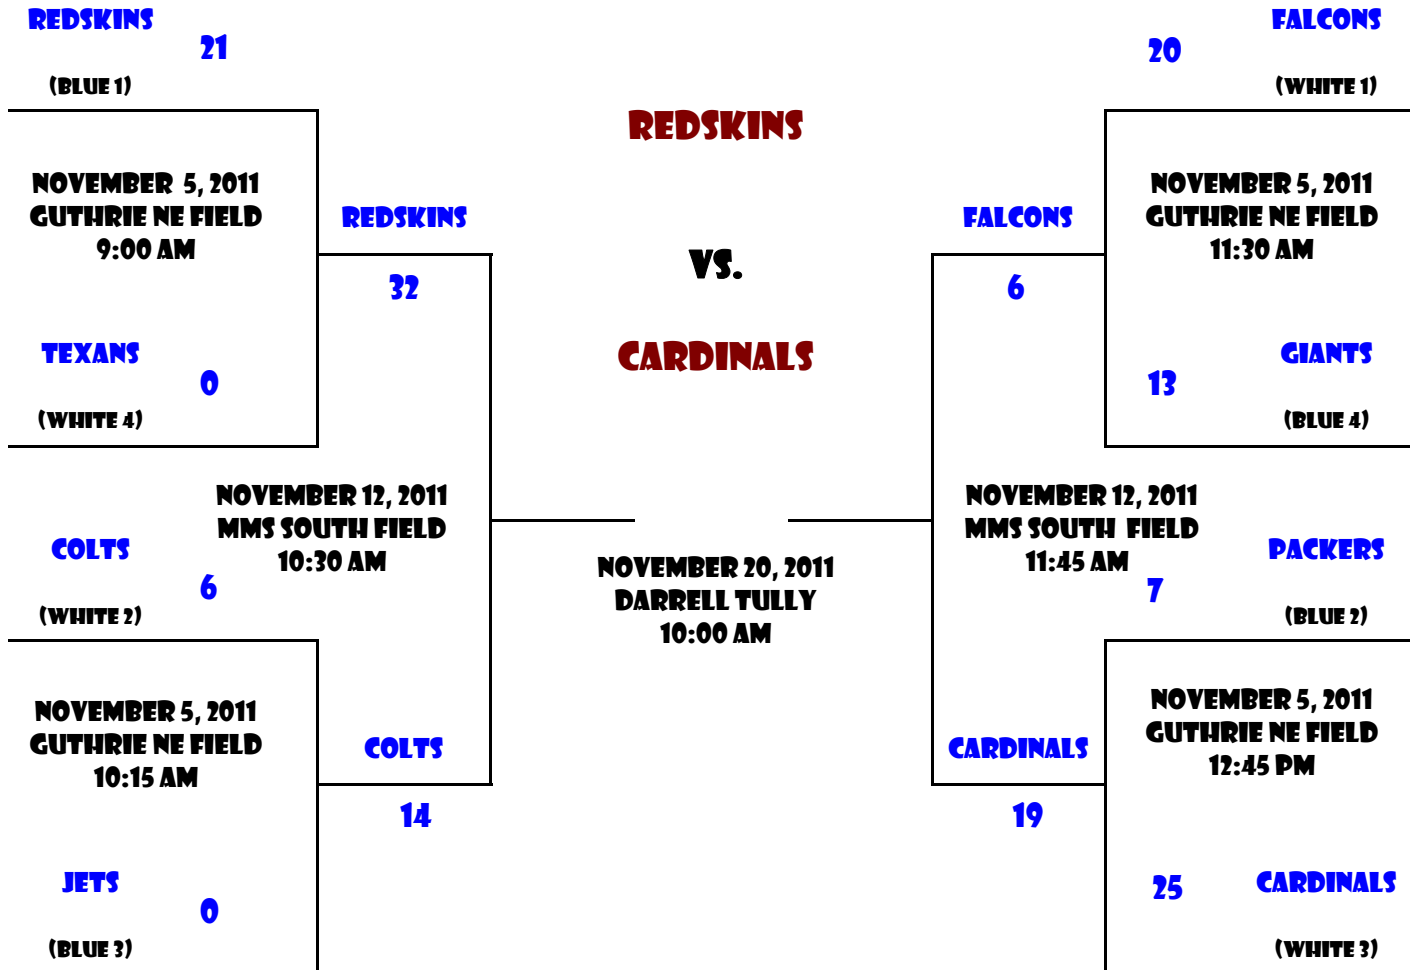 REDSKINS
21
(BLUE 1)
NOVEMBER 5, 2011
GUTHRIE NE FIELD
9:00 AM
TEXANS
0
(WHITE 4)
COLTS
6
(WHITE 2)
NOVEMBER 5, 2011
GUTHRIE NE FIELD
10:15 AM
JETS
0
(BLUE 3)
REDSKINS
32
NOVEMBER 12, 2011
MMS SOUTH FIELD
10:30 AM
COLTS
14
REDSKINS
VS.
CARDINALS
NOVEMBER 20, 2011
DARRELL TULLY
10:00 AM
FALCONS
6
NOVEMBER 12, 2011
MMS SOUTH FIELD
11:45 AM
CARDINALS
19
FALCONS
20
(WHITE 1)
NOVEMBER 5, 2011
GUTHRIE NE FIELD
11:30 AM
GIANTS
13
(BLUE 4)
PACKERS
7
(BLUE 2)
NOVEMBER 5, 2011
GUTHRIE NE FIELD
12:45 PM
25 CARDINALS
(WHITE 3)